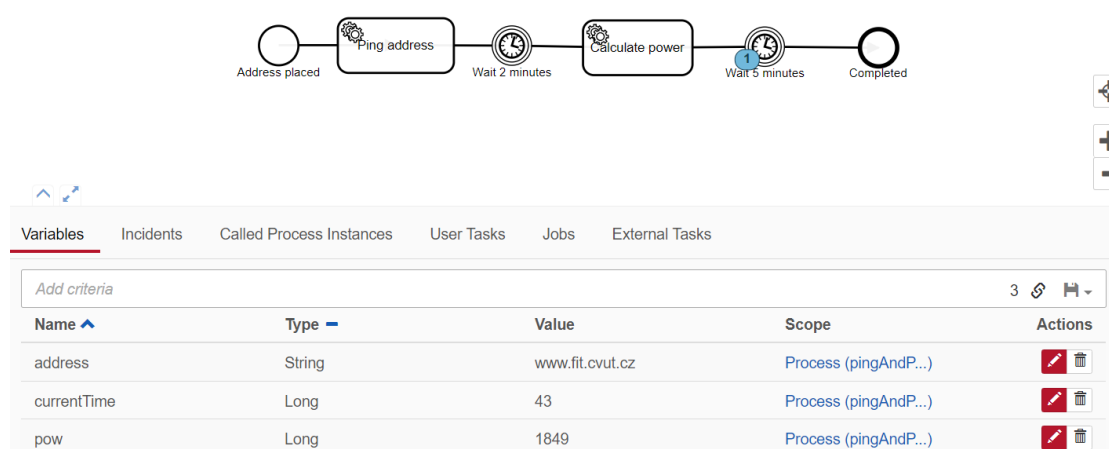 Ping address
Calculate power
Address placed
Wait 2 minutes
1
Wait 5 minutes
Completed
Variables Incidents Called Process Instances User Tasks Jobs External Tasks
Add criteria 3
Name Type Value Scope Actions
address String www.fit.cvut.cz Process (pingAndP...)
currentTime Long 43 Process (pingAndP...)
pow Long 1849 Process (pingAndP...)